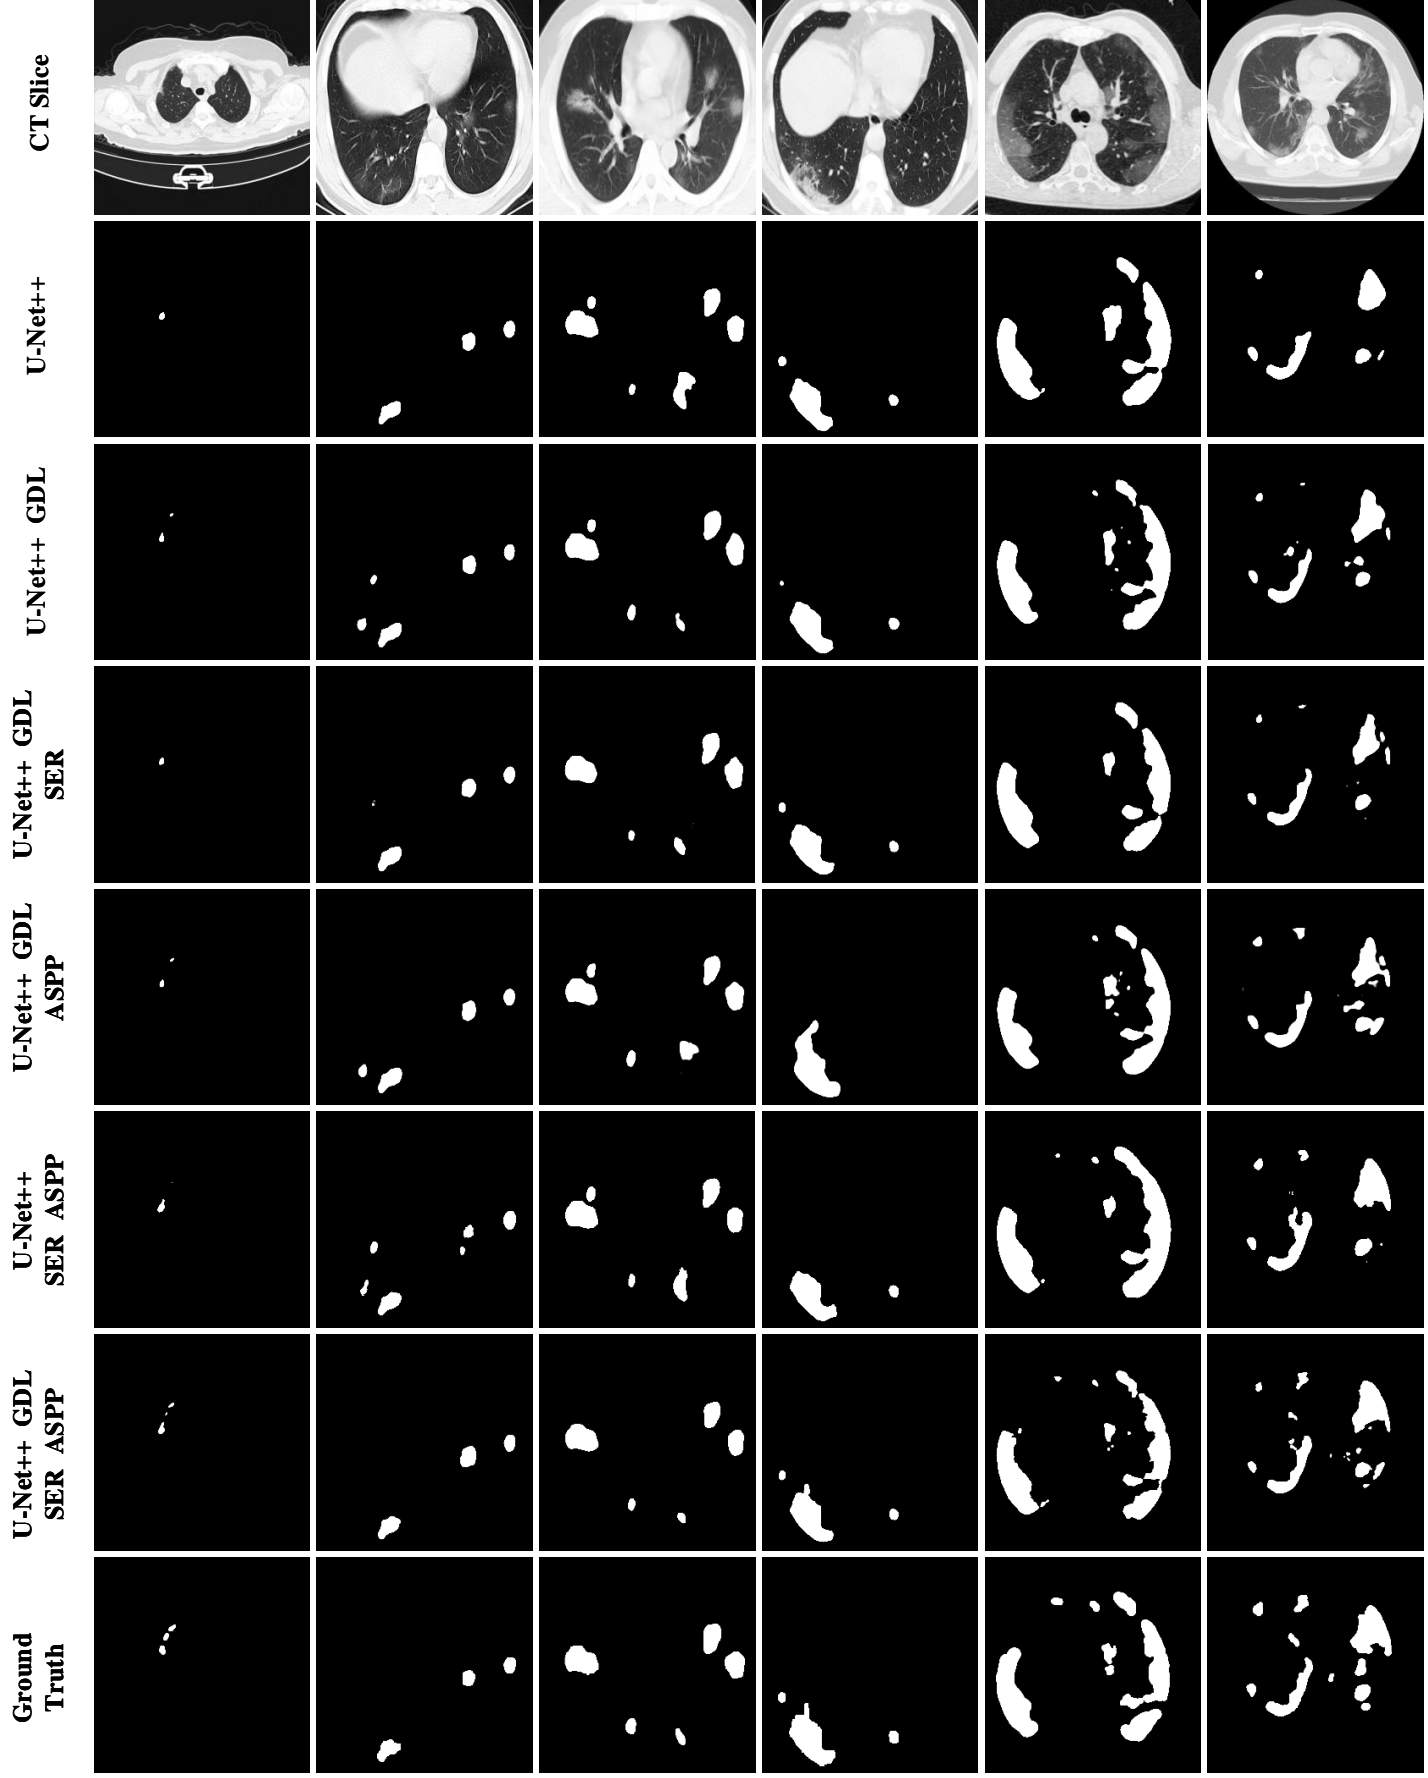 CT Slice
U-Net++
U-Net++ GDL
U-Net++ GDL
SER
U-Net++ GDL
ASPP
U-Net++
SER ASPP
U-Net++ GDL
SER ASPP
Ground
Truth